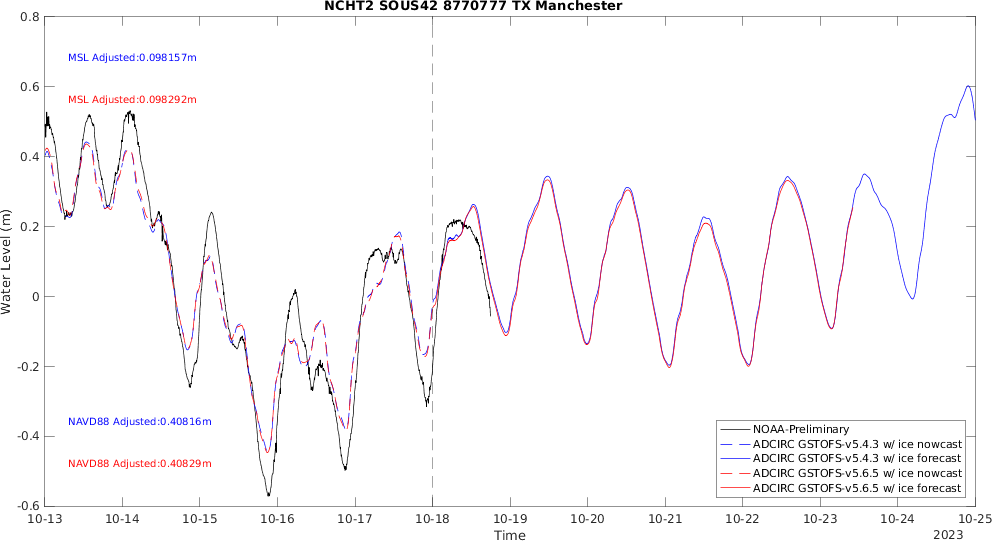 NCHT2 SOUS42 8770777 TX Manchester
0.8
0.6
0.4
0.2
0
-0.2
-0.4
-0.6
Water Level (m)
MSL Adjusted:0.098157m
MSL Adjusted:0.098292m
NAVD88 Adjusted:0.40816m
NAVD88 Adjusted:0.40829m
NOAA-Preliminary
ADCIRC GSTOFS-v5.4.3 w/ ice nowcast
ADCIRC GSTOFS-v5.4.3 w/ ice forecast
ADCIRC GSTOFS-v5.6.5 w/ ice nowcast
ADCIRC GSTOFS-v5.6.5 w/ ice forecast
10-13 10-14 10-15 10-16 10-17 10-18 10-19 10-20 10-21 10-22 10-23 10-24 10-25
Time
2023